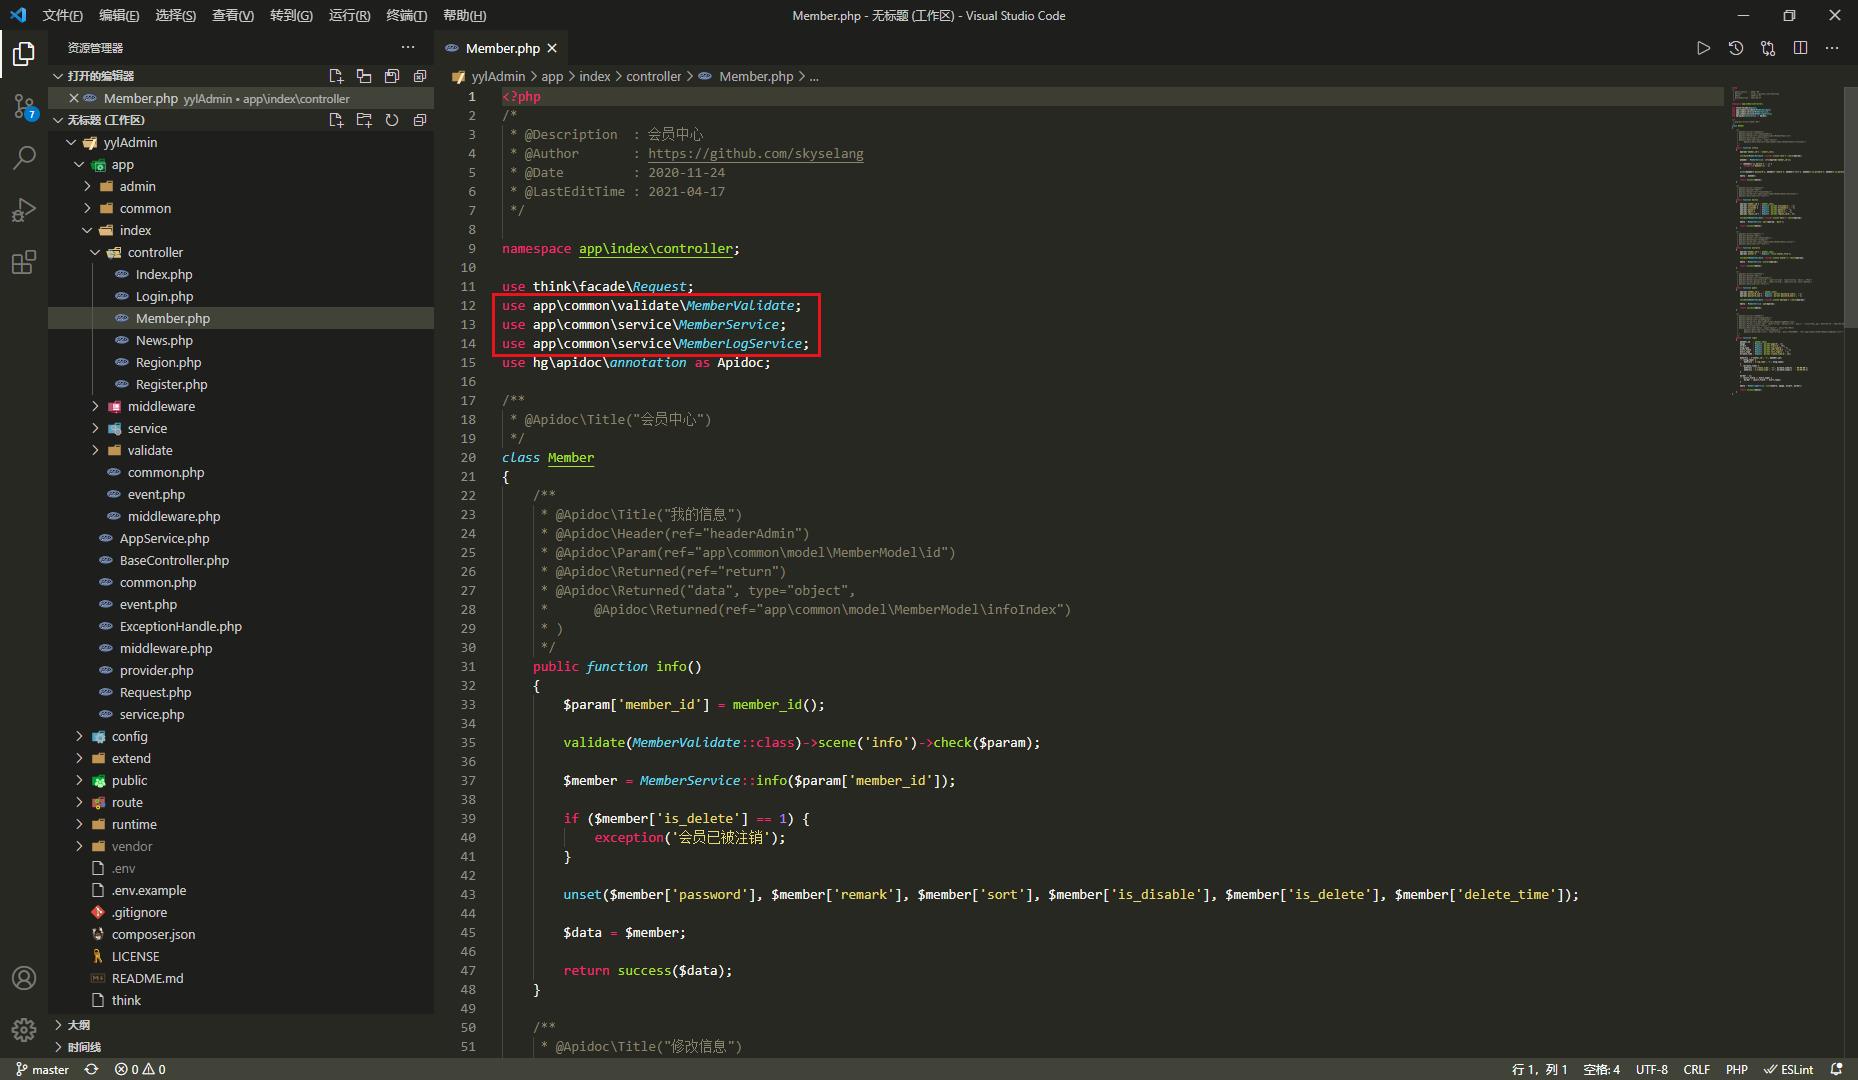 文件(F) 编辑(E) 选择(S) 查看(V) 转到(G) 运行(R) 终端(T) 帮助(H)
Member.php - 无标题 (工作区) - Visual Studio Code
资源管理器
打开的编辑器
Member.php yylAdmin • app\index\controller
无标题 (工作区)
7
yylAdmin
app
admin
common
index
controller
Index.php
Login.php
Member.php
News.php
Region.php
Register.php
middleware
service
validate
common.php
event.php
middleware.php
AppService.php
BaseController.php
common.php
event.php
ExceptionHandle.php
middleware.php
provider.php
Request.php
service.php
config
extend
public
route
runtime
vendor
.env
.env.example
.gitignore
composer.json
LICENSE
README.md
think
大纲
时间线
Member.php
yylAdmin > app > index > controller > Member.php > ...
1 <?php
2 /*
3  * @Description  : 会员中心
4  * @Author       : https://github.com/skyselang
5  * @Date         : 2020-11-24
6  * @LastEditTime : 2021-04-17
7  */
8
9 namespace app\index\controller;
10
11 use think\facade\Request;
12 use app\common\validate\MemberValidate;
13 use app\common\service\MemberService;
14 use app\common\service\MemberLogService;
15 use hg\apidoc\annotation as Apidoc;
16
17 /**
18  * @Apidoc\Title("会员中心")
19  */
20 class Member
21 {
22     /**
23      * @Apidoc\Title("我的信息")
24      * @Apidoc\Header(ref="headerAdmin")
25      * @Apidoc\Param(ref="app\common\model\MemberModel\id")
26      * @Apidoc\Returned(ref="return")
27      * @Apidoc\Returned("data", type="object",
28      *      @Apidoc\Returned(ref="app\common\model\MemberModel\infoIndex")
29      * )
30      */
31     public function info()
32     {
33         $param['member_id'] = member_id();
34
35         validate(MemberValidate::class)->scene('info')->check($param);
36
37         $member = MemberService::info($param['member_id']);
38
39         if ($member['is_delete'] == 1) {
40             exception('会员已被注销');
41         }
42
43         unset($member['password'], $member['remark'], $member['sort'], $member['is_disable'], $member['is_delete'], $member['delete_time']);
44
45         $data = $member;
46
47         return success($data);
48     }
49
50     /**
51      * @Apidoc\Title("修改信息")
master 0 0
行 1，列 1 空格: 4 UTF-8 CRLF PHP ESLint